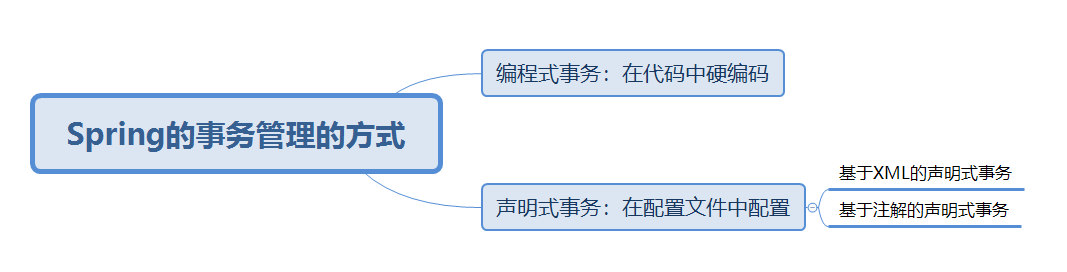 Spring的事务管理的方式
编程式事务：在代码中硬编码
声明式事务：在配置文件中配置
基于XML的声明式事务
基于注解的声明式事务